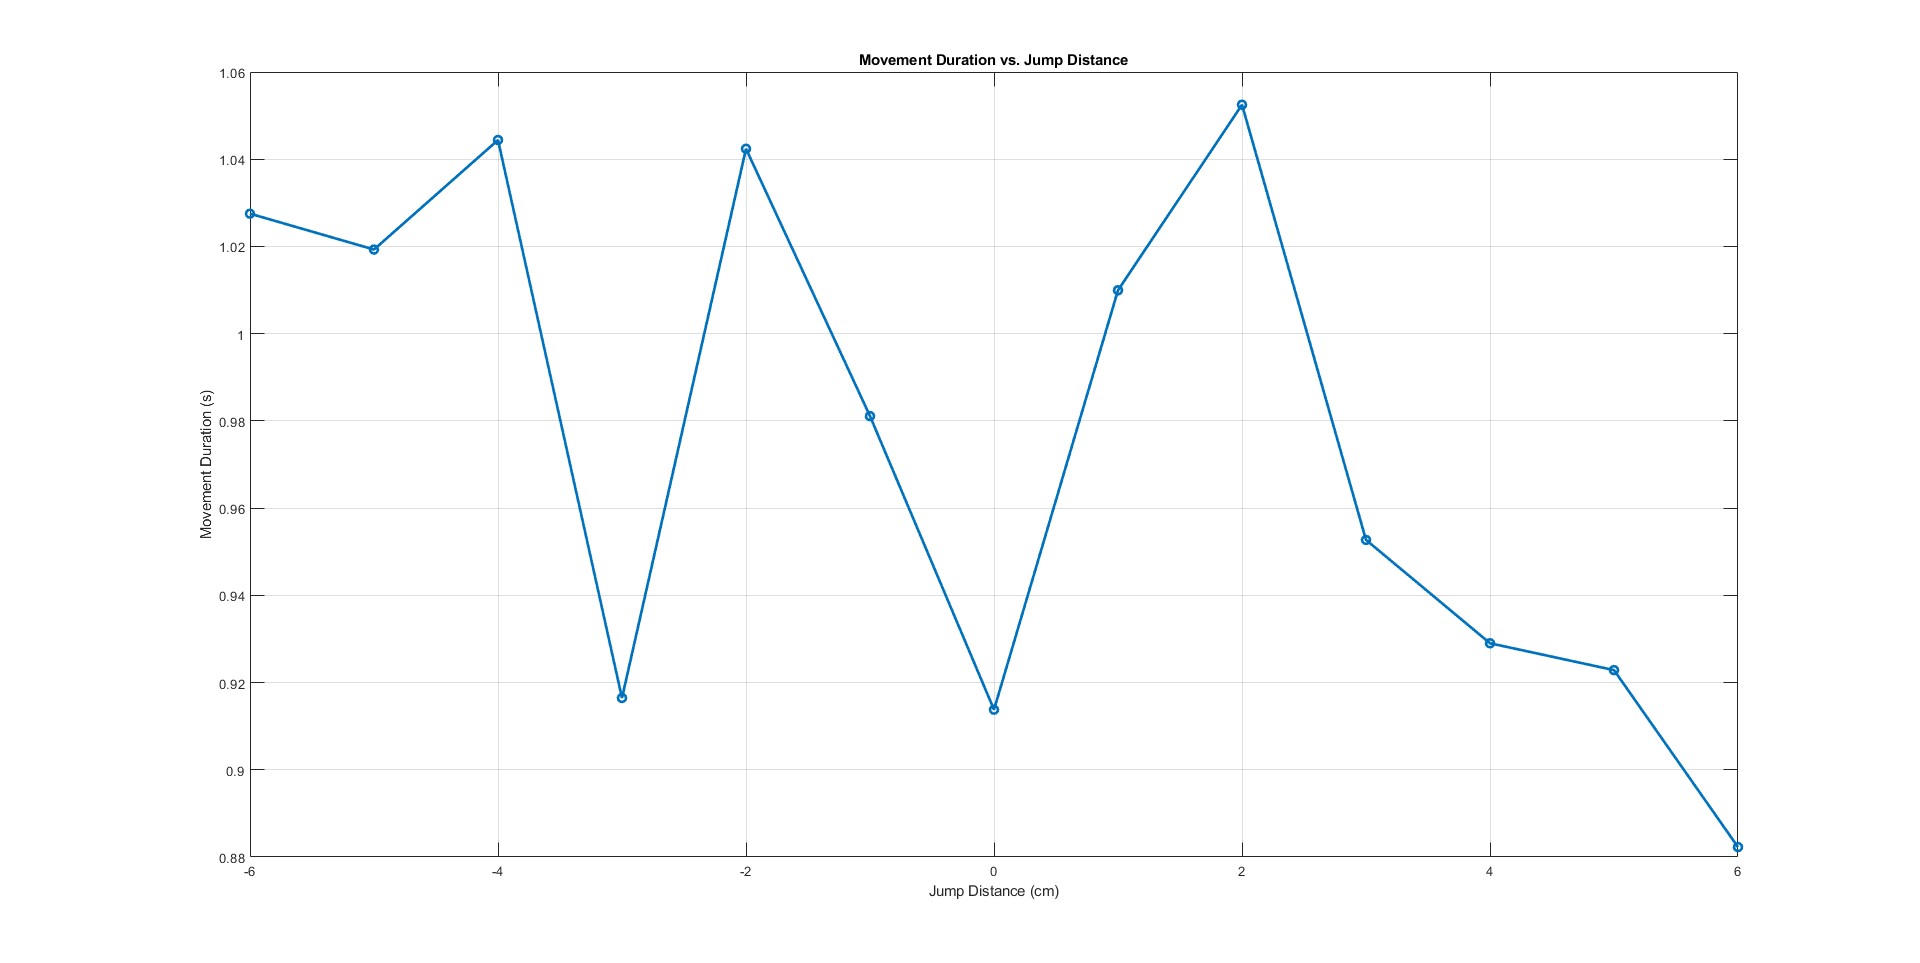 Movement Duration vs. Jump Distance
1.06
1.04
1.02
1
0.98
0.96
0.94
0.92
0.9
0.88
Movement Duration (s)
-6 -4 -2 0 2 4 6
Jump Distance (cm)